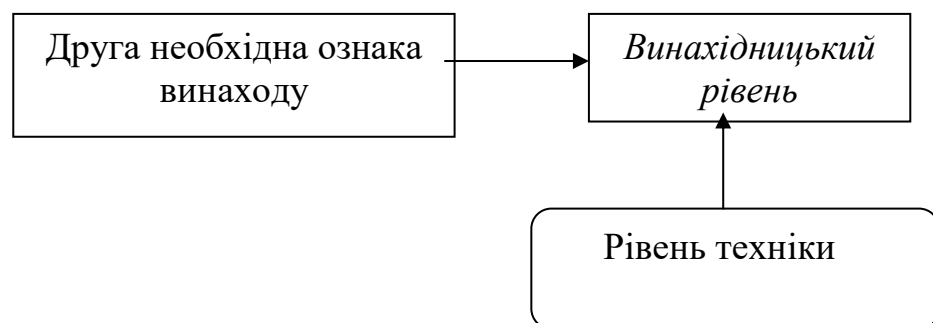 Друга необхідна ознака
винаходу
Винахідницький
рівень
Рівень техніки